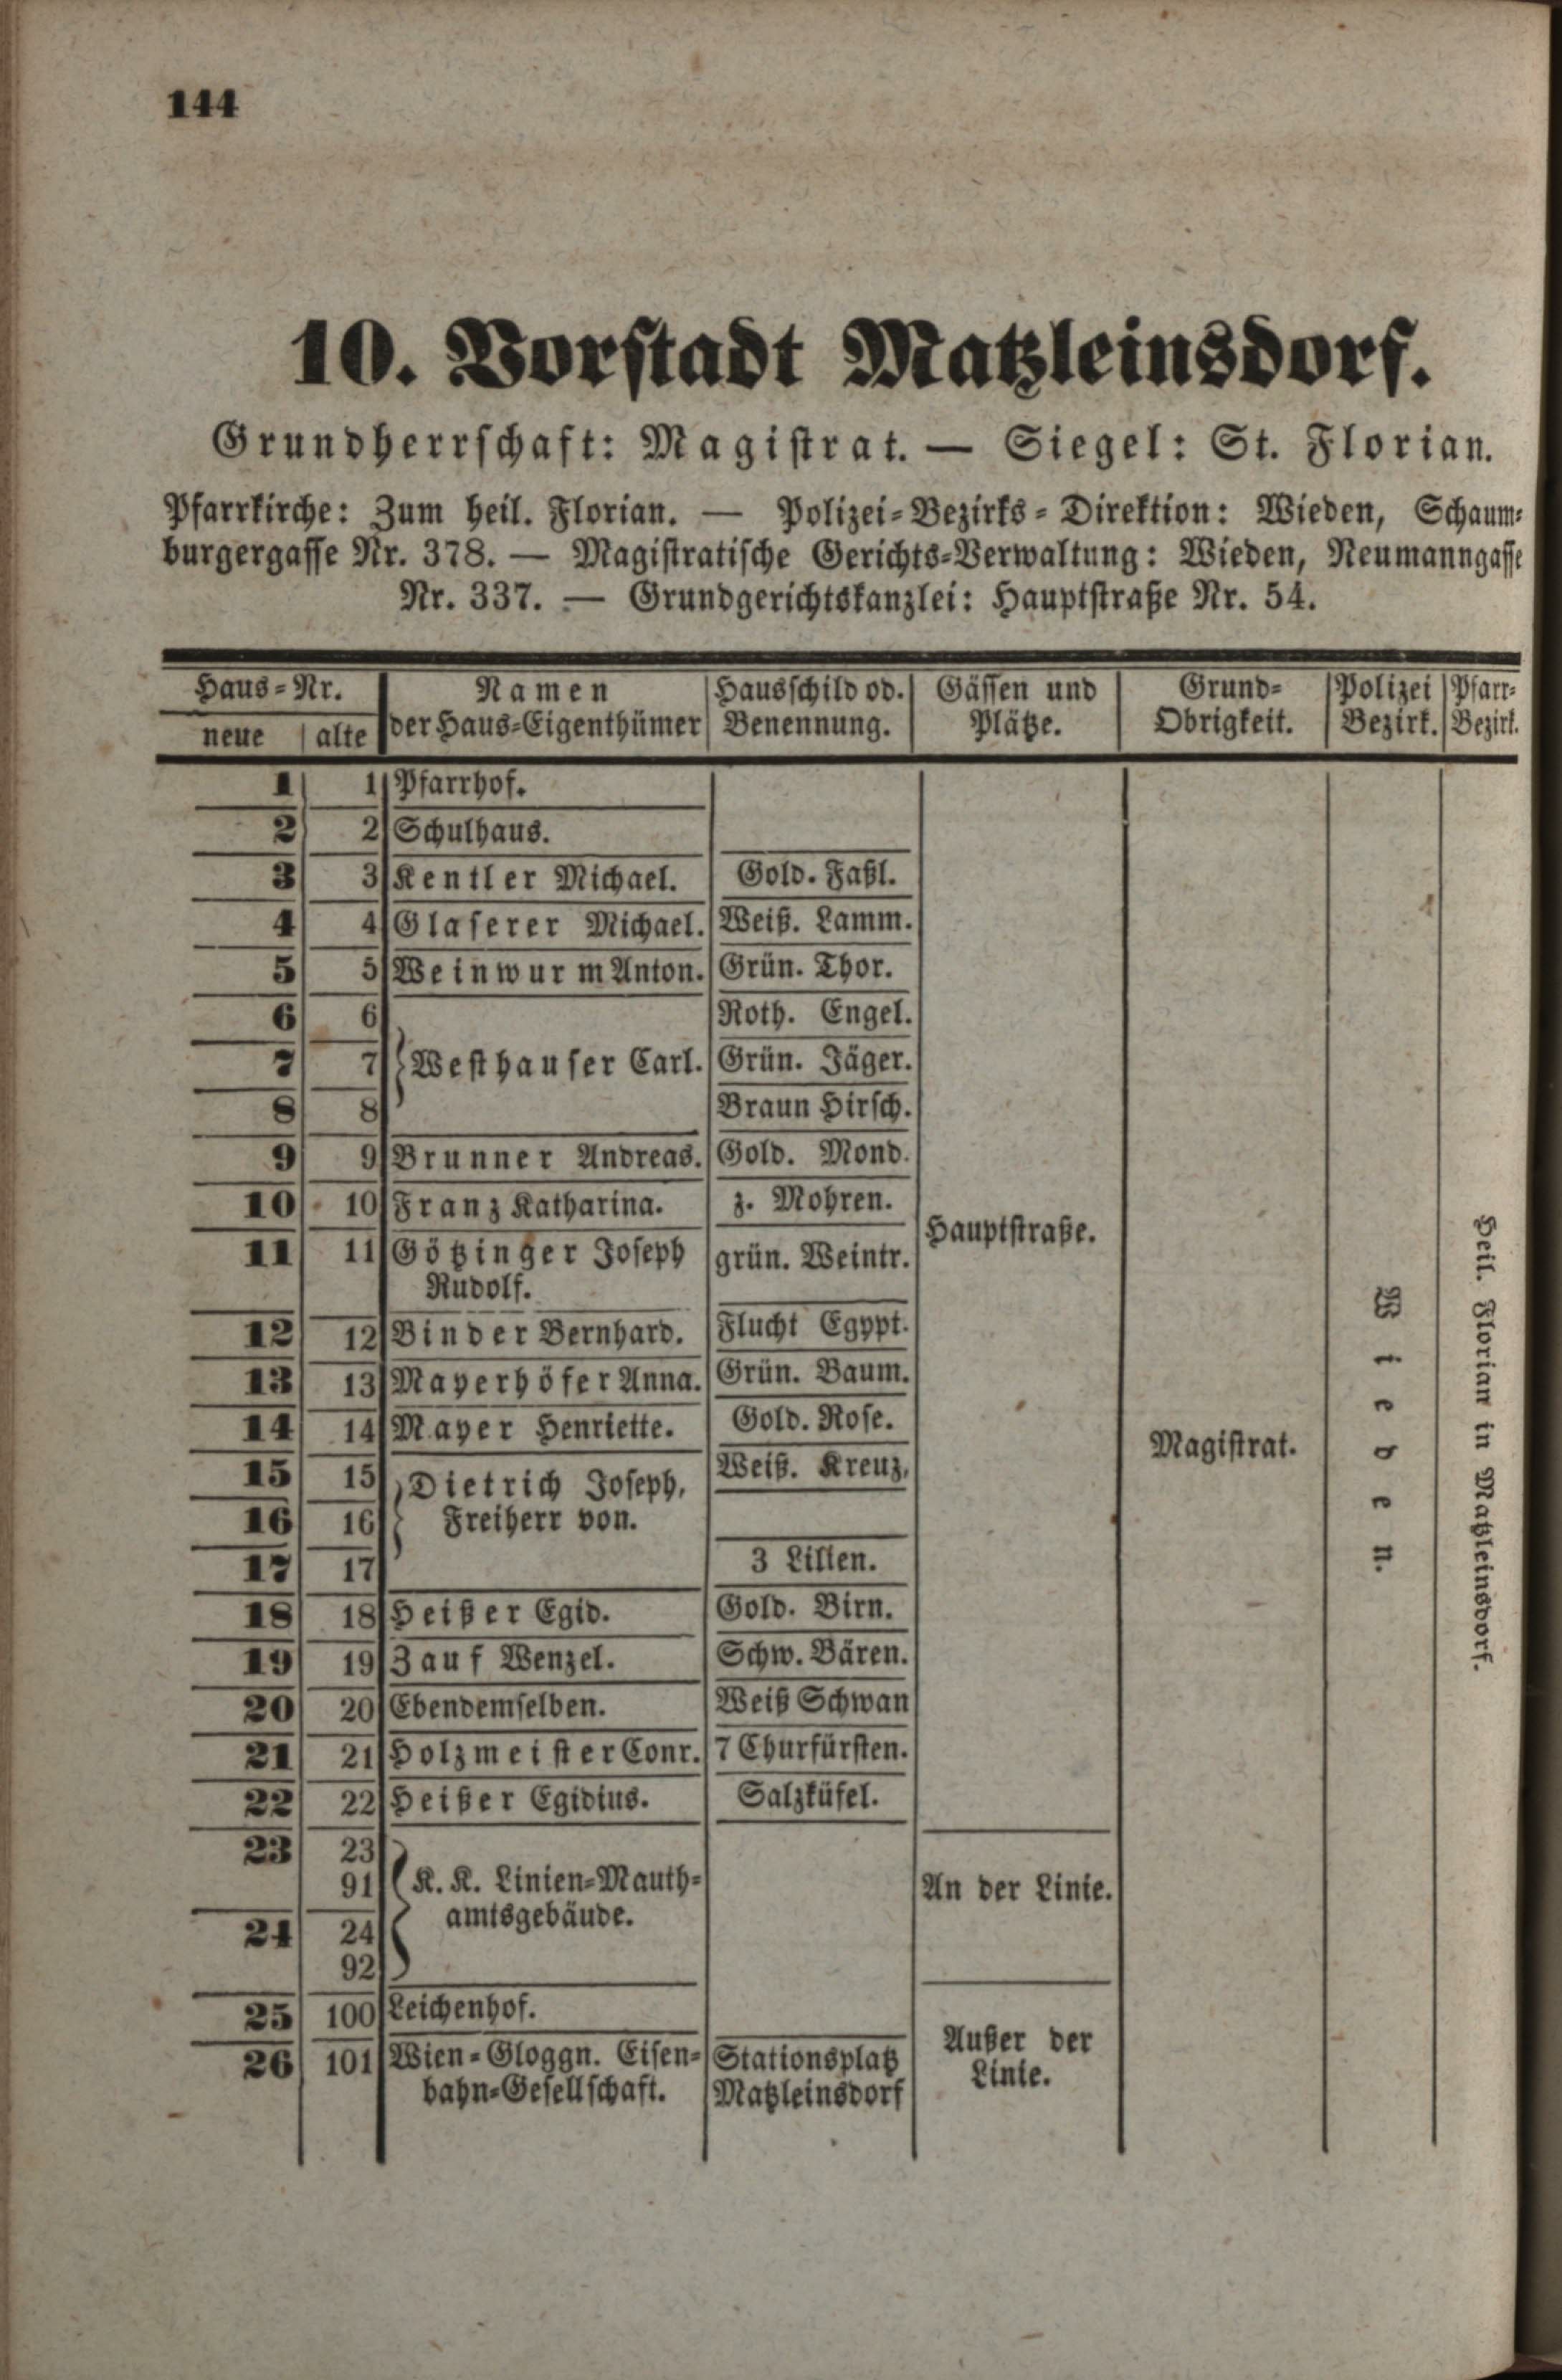 144
10. Vorstadt Matzleinsdorf.
Grundherrschaft: Magistrat. — Siegel: St. Florian.
Pfarrkirche: Zum heil. Florian. — Polizei-Bezirks-Direktion: Wieden, Schaum-
burgergasse Nr. 378. — Magistratische Gerichts-Verwaltung: Wieden, Neumanngasse
Nr. 337. — Grundgerichtskanzlei: Hauptstraße Nr. 54.
Haus-Nr. | Namen | Hausschild od. | Gässen und | Grund- | Polizei | Pfarr-
neue | alte | der Haus-Eigenthümer | Benennung. | Plätze. | Obrigkeit. | Bezirk. | Bezirk.
1 | 1 | Pfarrhof.
2 | 2 | Schulhaus.
3 | 3 | Kentler Michael. | Gold. Faßl.
4 | 4 | Glaserer Michael. | Weiß. Lamm.
5 | 5 | Weinwurm Anton. | Grün. Thor.
6 | 6 | Roth. Engel.
7 | 7 | Westhauser Carl. | Grün. Jäger.
8 | 8 | Braun Hirsch.
9 | 9 | Brunner Andreas. | Gold. Mond.
10 | 10 | Franz Katharina. | z. Mohren.
Hauptstraße.
11 | 11 | Götzinger Joseph | grün. Weintr.
Rudolf.
12 | 12 | Binder Bernhard. | Flucht Egypt.
13 | 13 | Mayerhöfer Anna. | Grün. Baum.
14 | 14 | Mayer Henriette. | Gold. Rose.
Magistrat.
Wieden.
Heil. Florian in Matzleinsdorf.
15 | 15 | Dietrich Joseph, | Weiß. Kreuz.
16 | 16 | Freiherr von.
17 | 17 | 3 Lilien.
18 | 18 | Heißer Egid. | Gold. Birn.
19 | 19 | Zauf Wenzel. | Schw. Bären.
20 | 20 | Ebendemselben. | Weiß Schwan
21 | 21 | Holzmeister Conr. | 7 Churfürsten.
22 | 22 | Heißer Egidius. | Salzküfel.
23 | 23
91 | K. K. Linien-Mauth- | An der Linie.
24 | 24 | amtsgebäude.
92
25 | 100 | Leichenhof.
Außer der
26 | 101 | Wien-Gloggn. Eisen- | Stationsplatz | Linie.
bahn-Gesellschaft. | Matzleinsdorf